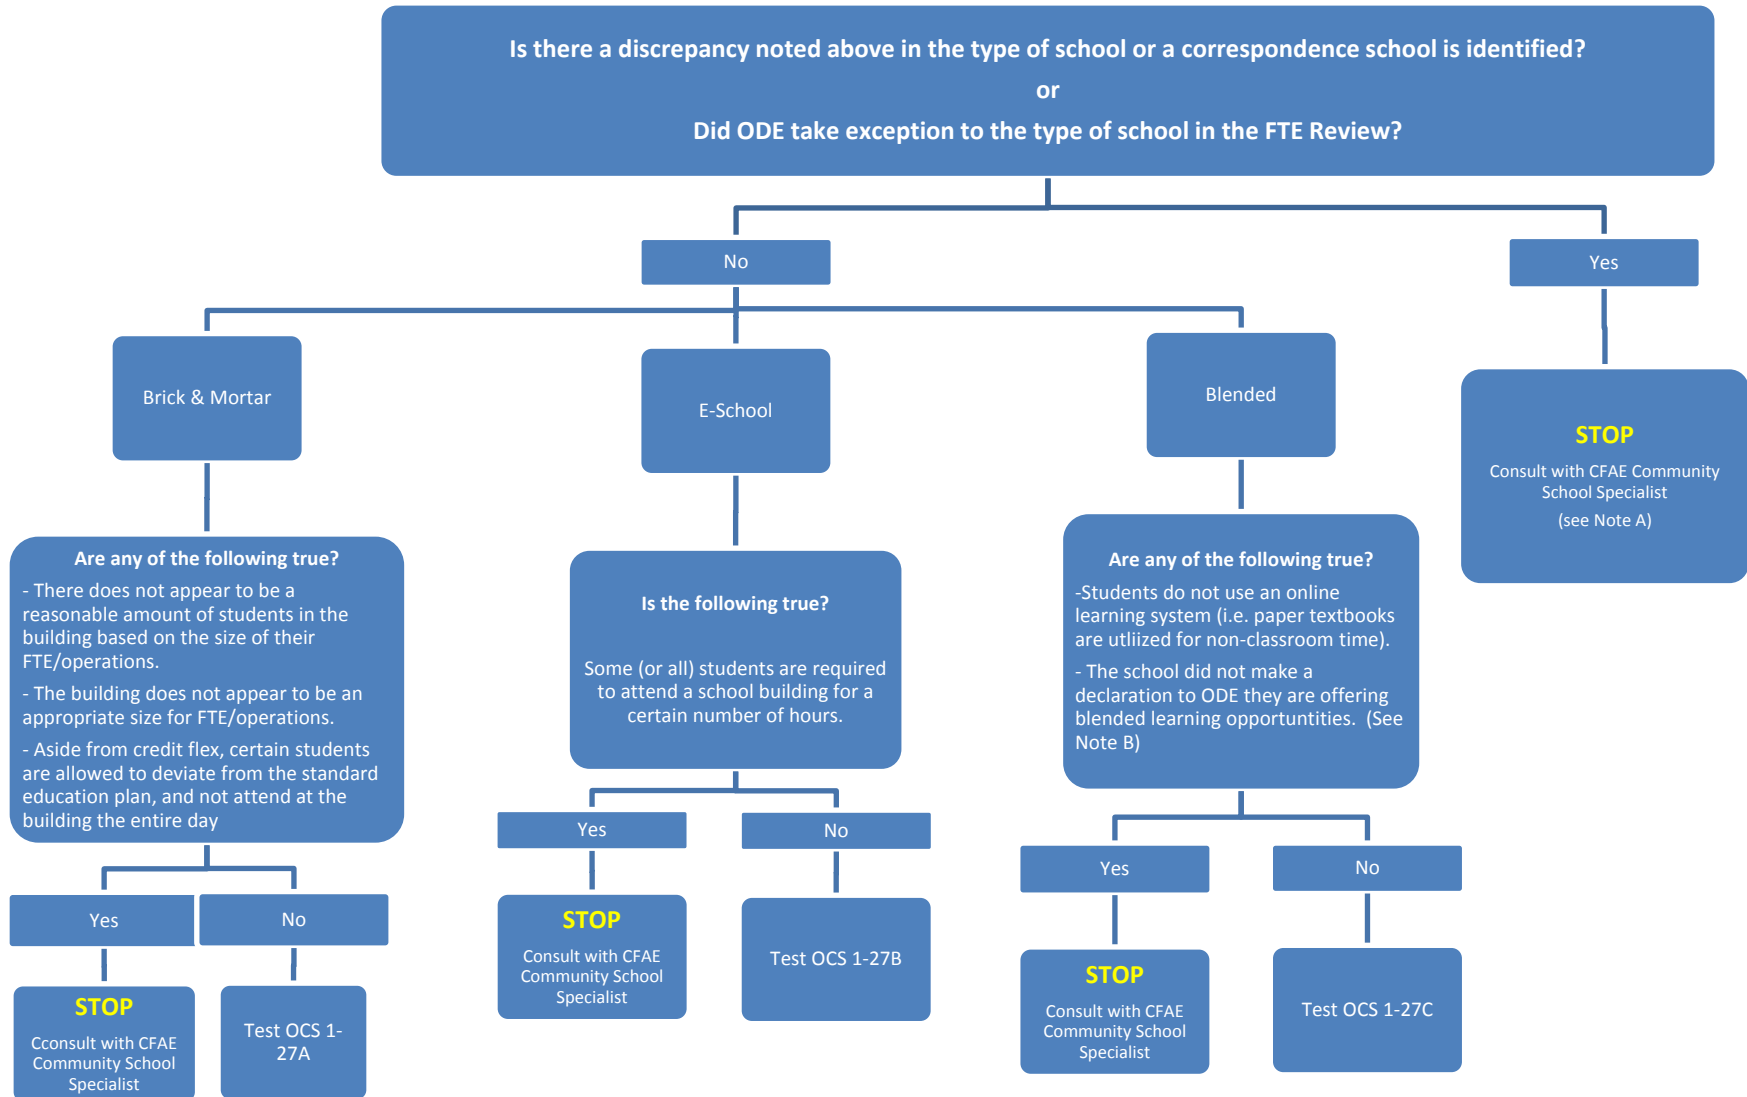 Is there a discrepancy noted above in the type of school or a correspondence school is identified?
or
Did ODE take exception to the type of school in the FTE Review?
No
Yes
Brick & Mortar
E-School
Blended
STOP
Consult with CFAE Community
School Specialist
(see Note A)
Are any of the following true?
- There does not appear to be a
reasonable amount of students in the
building based on the size of their
FTE/operations.
- The building does not appear to be an
appropriate size for FTE/operations.
- Aside from credit flex, certain students
are allowed to deviate from the standard
education plan, and not attend at the
building the entire day
Is the following true?
Some (or all) students are required
to attend a school building for a
certain number of hours.
Are any of the following true?
-Students do not use an online
learning system (i.e. paper textbooks
are utliized for non-classroom time).
- The school did not make a
declaration to ODE they are offering
blended learning opportuntities.  (See
Note B)
Yes
No
Yes
No
Yes
No
STOP
Cconsult with CFAE
Community School
Specialist
Test OCS 1-
27A
STOP
Consult with CFAE
Community School
Specialist
Test OCS 1-27B
STOP
Consult with CFAE
Community School
Specialist
Test OCS 1-27C